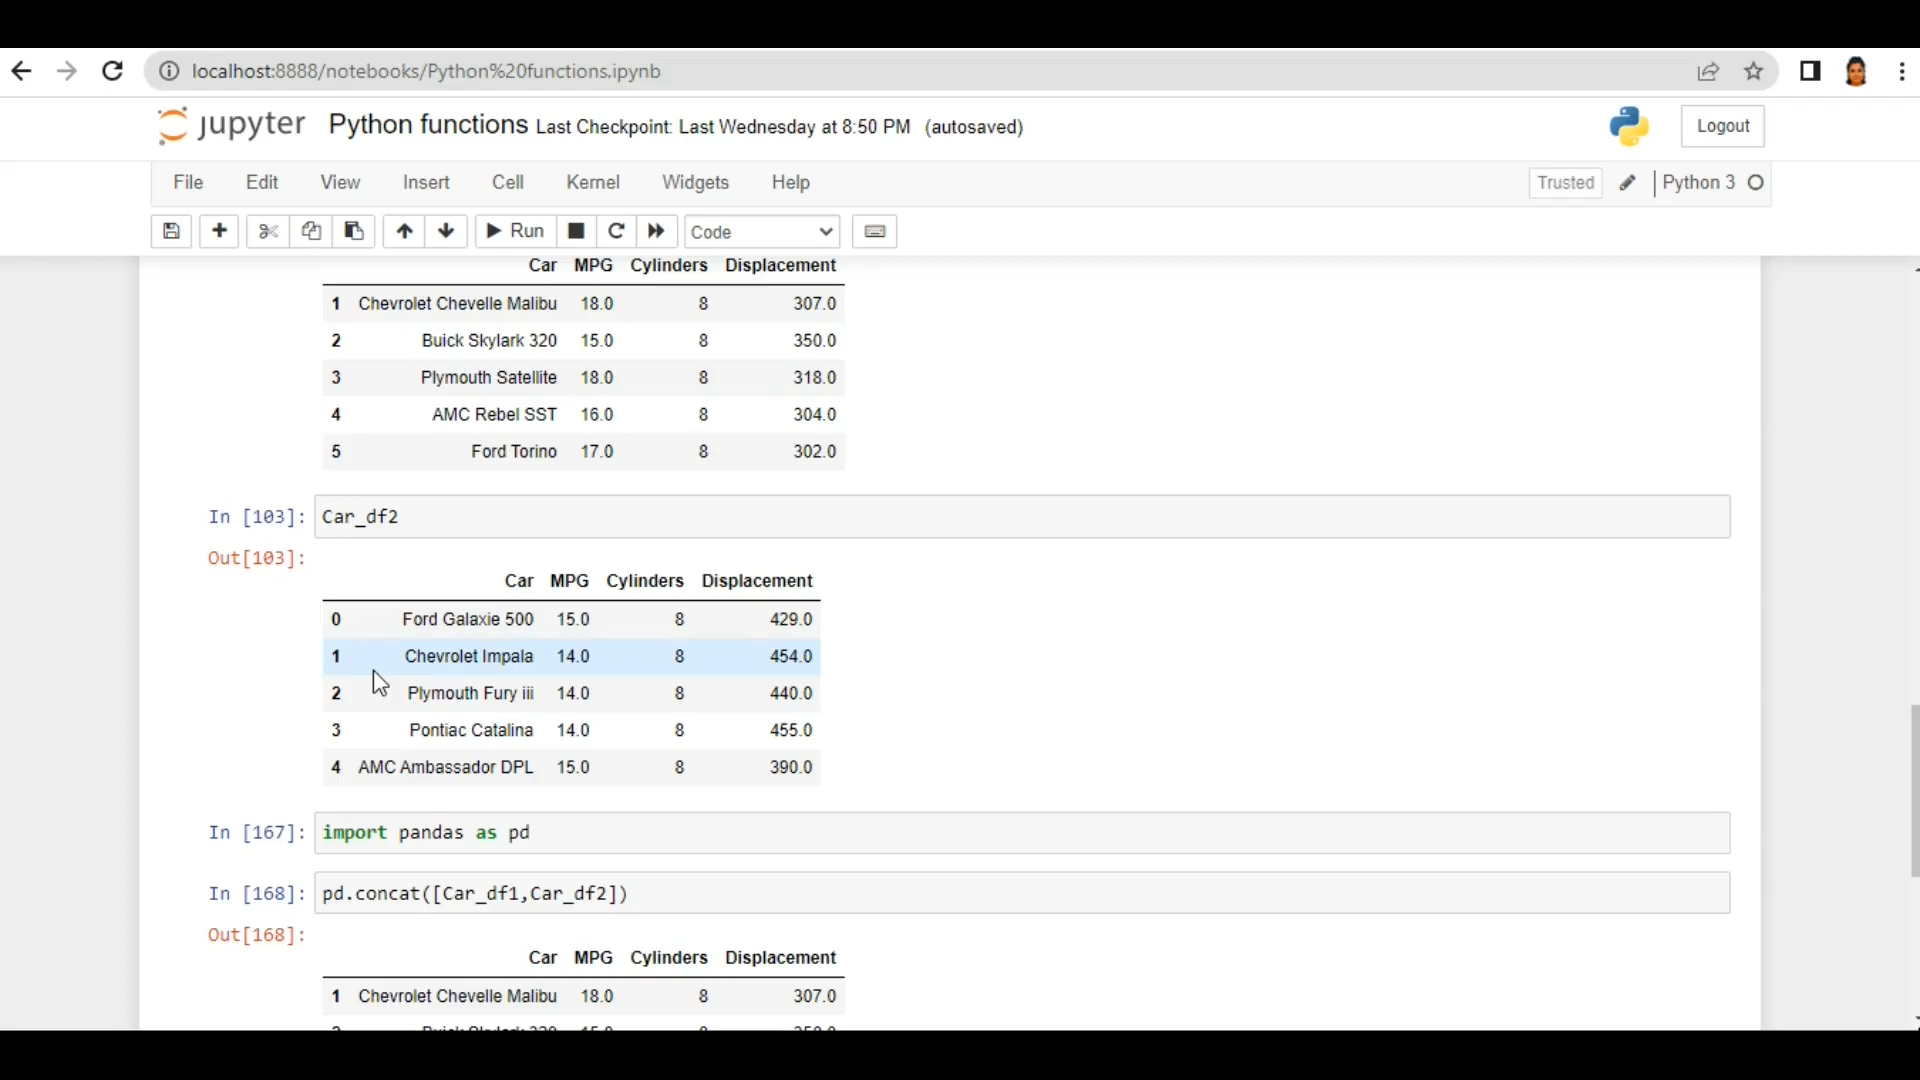 localhost:8888/notebooks/Python%20functions.ipynb
jupyter Python functions Last Checkpoint: Last Wednesday at 8:50 PM (autosaved) Logout
File Edit View Insert Cell Kernel Widgets Help Trusted Python 3
Run Code
Car MPG Cylinders Displacement
1 Chevrolet Chevelle Malibu 18.0 8 307.0
2 Buick Skylark 320 15.0 8 350.0
3 Plymouth Satellite 18.0 8 318.0
4 AMC Rebel SST 16.0 8 304.0
5 Ford Torino 17.0 8 302.0
In [103]: Car_df2
Out[103]:
Car MPG Cylinders Displacement
0 Ford Galaxie 500 15.0 8 429.0
1 Chevrolet Impala 14.0 8 454.0
2 Plymouth Fury iii 14.0 8 440.0
3 Pontiac Catalina 14.0 8 455.0
4 AMC Ambassador DPL 15.0 8 390.0
In [167]: import pandas as pd
In [168]: pd.concat([Car_df1,Car_df2])
Out[168]:
Car MPG Cylinders Displacement
1 Chevrolet Chevelle Malibu 18.0 8 307.0